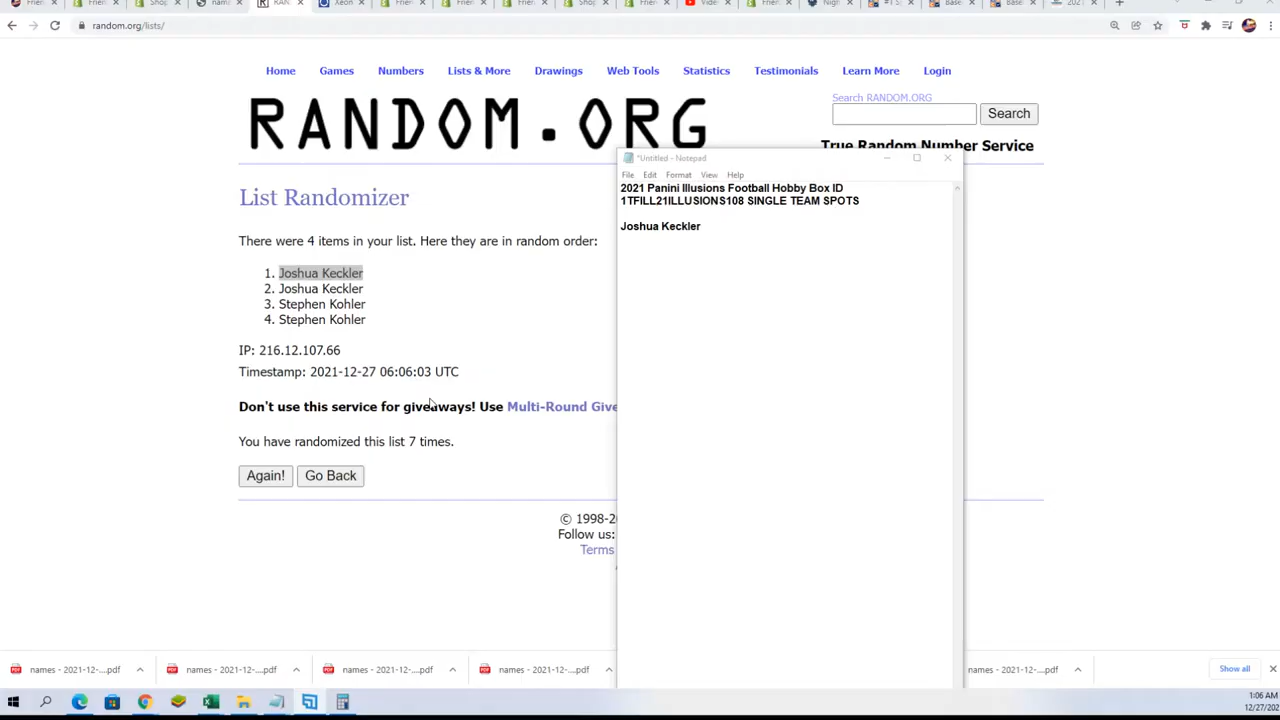 random.org/lists/
Home Games Numbers Lists & More Drawings Web Tools Statistics Testimonials Learn More Login
Search RANDOM.ORG
RANDOM.ORG
Search
True Random Number Service
*Untitled - Notepad
File Edit Format View Help
2021 Panini Illusions Football Hobby Box ID
1TFILL21ILLUSIONS108 SINGLE TEAM SPOTS
Joshua Keckler
List Randomizer
There were 4 items in your list. Here they are in random order:
1. Joshua Keckler
2. Joshua Keckler
3. Stephen Kohler
4. Stephen Kohler
IP: 216.12.107.66
Timestamp: 2021-12-27 06:06:03 UTC
Don't use this service for giveaways! Use Multi-Round Give
You have randomized this list 7 times.
Again! Go Back
© 1998-2
Follow us:
Terms
names - 2021-12-....pdf names - 2021-12-....pdf names - 2021-12-....pdf names - 2021-12-....pdf names - 2021-12-....pdf Show all
1:06 AM
12/27/202